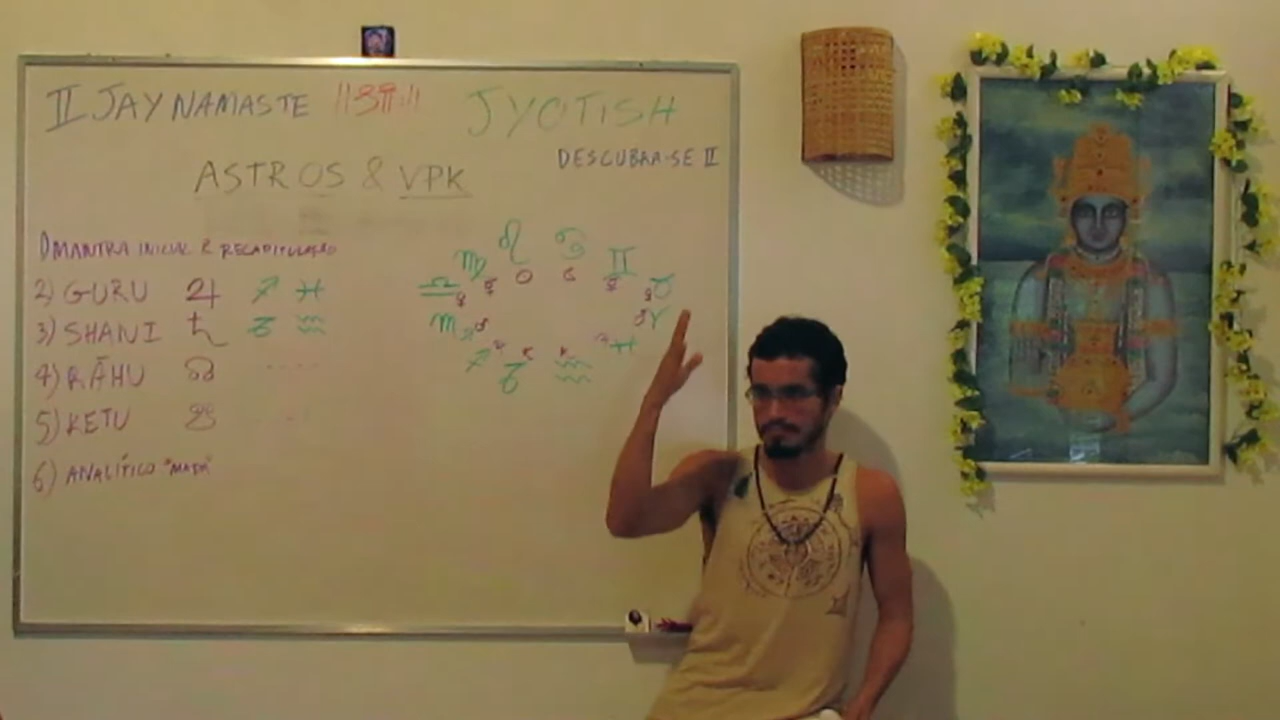 II JAY NAMASTE ॥ॐ॥ JYOTISH
DESCUBRA-SE II
ASTROS & VPK
1) MANTRA INICIAL & RECAPITULAÇÃO
2) GURU ♃ ♐ ♓
3) SHANI ♄ ♑ ♒
4) RĀHU ☊
5) KETU ☋
6) ANALÍTICO "MAPA"
♌ ♋
♍ ☉ ☾ ♊
♎ ♀ ☿ ☿ ♀ ♉
♏ ♂ ♂ ♈
♐ ♃ ♑ ♄ ♄ ♒ ♃ ♓